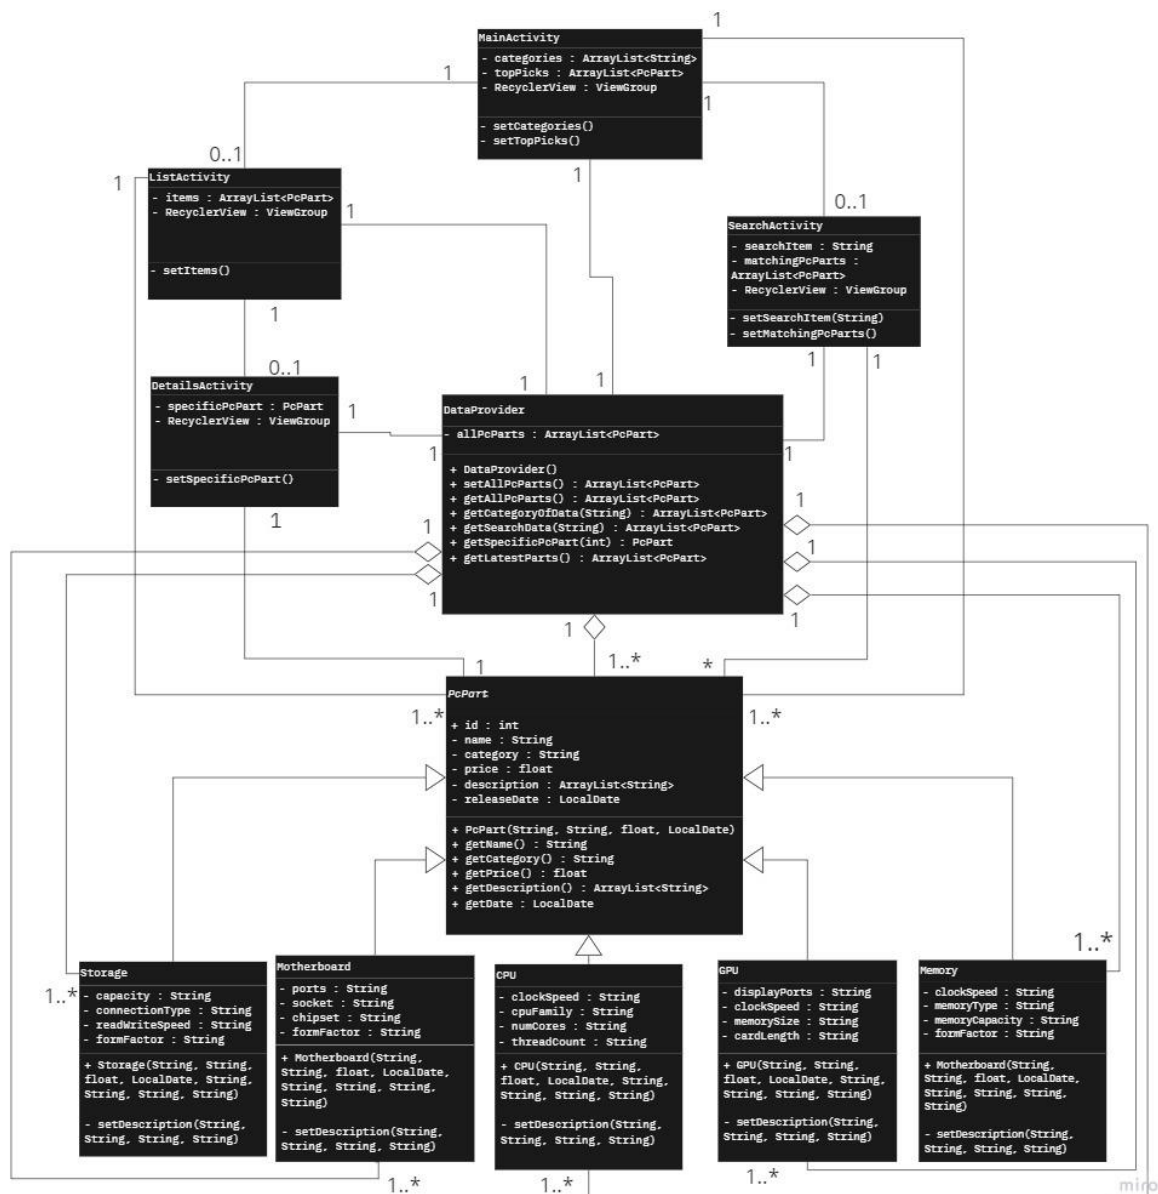 1
MainActivity
- categories : ArrayList<String>
- topPicks : ArrayList<PcPart>
- RecyclerView : ViewGroup
- setCategories()
- setTopPicks()
1
1
1
0..1
1
ListActivity
- items : ArrayList<PcPart>
- RecyclerView : ViewGroup
- setItems()
1
1
0..1
SearchActivity
- searchItem : String
- matchingPcParts :
ArrayList<PcPart>
- RecyclerView : ViewGroup
- setSearchItem(String)
- setMatchingPcParts()
1
1
0..1
DetailsActivity
- specificPcPart : PcPart
- RecyclerView : ViewGroup
- setSpecificPcPart()
1
1
1
1
DataProvider
- allPcParts : ArrayList<PcPart>
+ DataProvider()
+ setAllPcParts() : ArrayList<PcPart>
+ getAllPcParts() : ArrayList<PcPart>
+ getCategoryOfData(String) : ArrayList<PcPart>
+ getSearchData(String) : ArrayList<PcPart>
+ getSpecificPcPart(int) : PcPart
+ getLatestParts() : ArrayList<PcPart>
1
1
1
1
1
1
1
1
1
1..*
*
1..*
1..*
PcPart
+ id : int
- name : String
- category : String
- price : float
- description : ArrayList<String>
- releaseDate : LocalDate
+ PcPart(String, String, float, LocalDate)
+ getName() : String
+ getCategory() : String
+ getPrice() : float
+ getDescription() : ArrayList<String>
+ getDate : LocalDate
1..*
Storage
- capacity : String
- connectionType : String
- readWriteSpeed : String
- formFactor : String
+ Storage(String, String,
float, LocalDate, String,
String, String, String)
- setDescription(String,
String, String, String)
1..*
Motherboard
- ports : String
- socket : String
- chipset : String
- formFactor : String
+ Motherboard(String,
String, float, LocalDate,
String, String, String,
String)
- setDescription(String,
String, String, String)
1..*
CPU
- clockSpeed : String
- cpuFamily : String
- numCores : String
- threadCount : String
+ CPU(String, String,
float, LocalDate, String,
String, String, String)
- setDescription(String,
String, String, String)
1..*
GPU
- displayPorts : String
- clockSpeed : String
- memorySize : String
- cardLength : String
+ GPU(String, String,
float, LocalDate, String,
String, String, String)
- setDescription(String,
String, String, String)
1..*
Memory
- clockSpeed : String
- memoryType : String
- memoryCapacity : String
- formFactor : String
+ Motherboard(String,
String, float, LocalDate,
String, String, String,
String)
- setDescription(String,
String, String, String)
1..*
miro